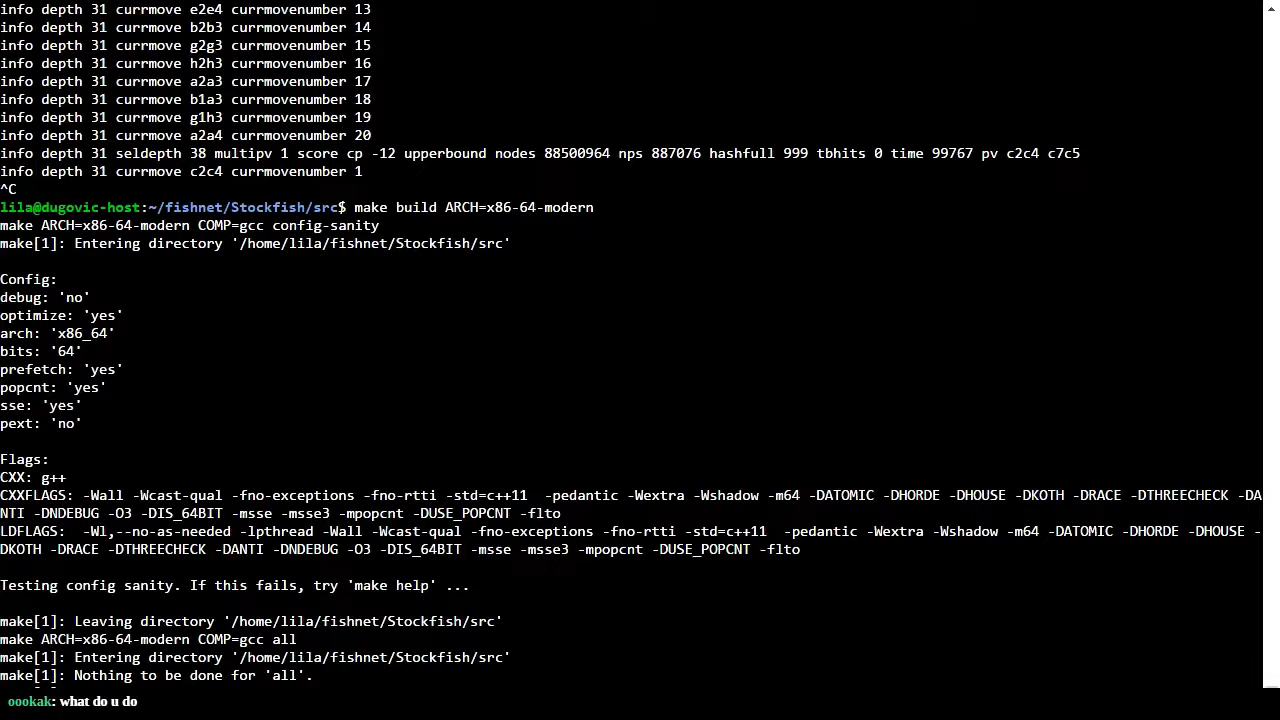 info depth 31 currmove e2e4 currmovenumber 13
info depth 31 currmove b2b3 currmovenumber 14
info depth 31 currmove g2g3 currmovenumber 15
info depth 31 currmove h2h3 currmovenumber 16
info depth 31 currmove a2a3 currmovenumber 17
info depth 31 currmove b1a3 currmovenumber 18
info depth 31 currmove g1h3 currmovenumber 19
info depth 31 currmove a2a4 currmovenumber 20
info depth 31 seldepth 38 multipv 1 score cp -12 upperbound nodes 88500964 nps 887076 hashfull 999 tbhits 0 time 99767 pv c2c4 c7c5
info depth 31 currmove c2c4 currmovenumber 1
^C
lila@dugovic-host:~/fishnet/Stockfish/src$ make build ARCH=x86-64-modern
make ARCH=x86-64-modern COMP=gcc config-sanity
make[1]: Entering directory '/home/lila/fishnet/Stockfish/src'
Config:
debug: 'no'
optimize: 'yes'
arch: 'x86_64'
bits: '64'
prefetch: 'yes'
popcnt: 'yes'
sse: 'yes'
pext: 'no'
Flags:
CXX: g++
CXXFLAGS: -Wall -Wcast-qual -fno-exceptions -fno-rtti -std=c++11  -pedantic -Wextra -Wshadow -m64 -DATOMIC -DHORDE -DHOUSE -DKOTH -DRACE -DTHREECHECK -DA
NTI -DNDEBUG -O3 -DIS_64BIT -msse -msse3 -mpopcnt -DUSE_POPCNT -flto
LDFLAGS:  -Wl,--no-as-needed -lpthread -Wall -Wcast-qual -fno-exceptions -fno-rtti -std=c++11  -pedantic -Wextra -Wshadow -m64 -DATOMIC -DHORDE -DHOUSE -
DKOTH -DRACE -DTHREECHECK -DANTI -DNDEBUG -O3 -DIS_64BIT -msse -msse3 -mpopcnt -DUSE_POPCNT -flto
Testing config sanity. If this fails, try 'make help' ...
make[1]: Leaving directory '/home/lila/fishnet/Stockfish/src'
make ARCH=x86-64-modern COMP=gcc all
make[1]: Entering directory '/home/lila/fishnet/Stockfish/src'
make[1]: Nothing to be done for 'all'.
oookak: what do u do